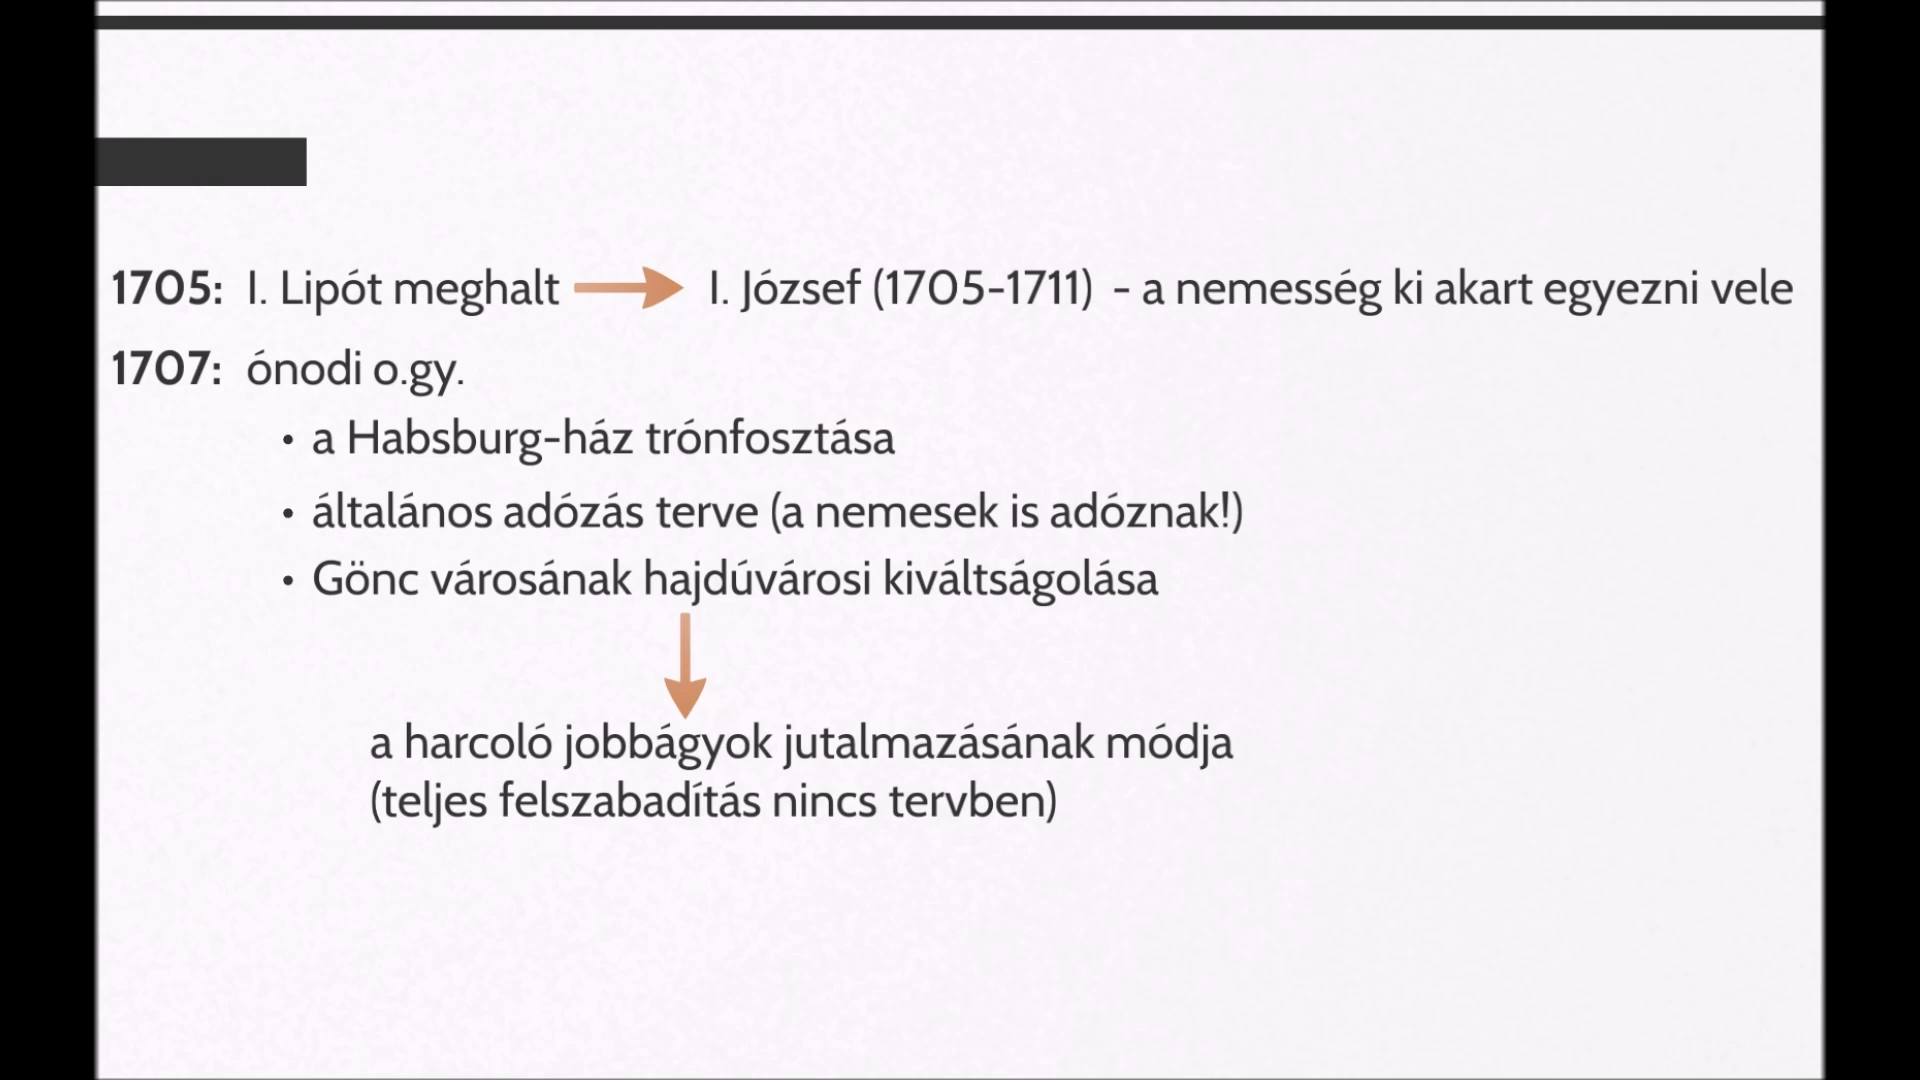 1705: I. Lipót meghalt → I. József (1705-1711) - a nemesség ki akart egyezni vele
1707: ónodi o.gy.
• a Habsburg-ház trónfosztása
• általános adózás terve (a nemesek is adóznak!)
• Gönc városának hajdúvárosi kiváltságolása
a harcoló jobbágyok jutalmazásának módja
(teljes felszabadítás nincs tervben)